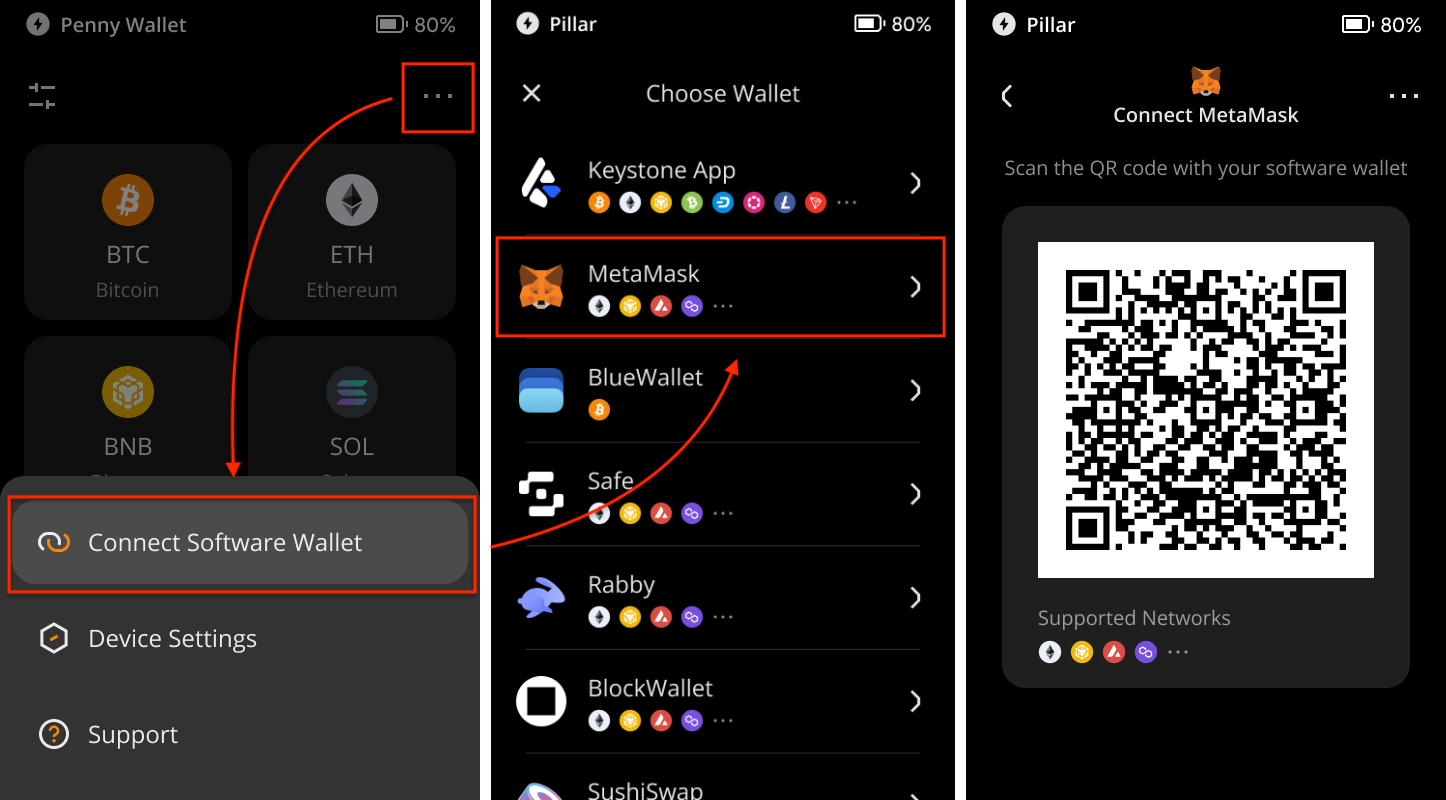 Penny Wallet
80%
...
BTC
Bitcoin
ETH
Ethereum
BNB
SOL
Connect Software Wallet
Device Settings
Support
Pillar
80%
Choose Wallet
Keystone App
...
MetaMask
...
BlueWallet
Safe
...
Rabby
...
BlockWallet
...
SushiSwap
Pillar
80%
Connect MetaMask
...
Scan the QR code with your software wallet
Supported Networks
...